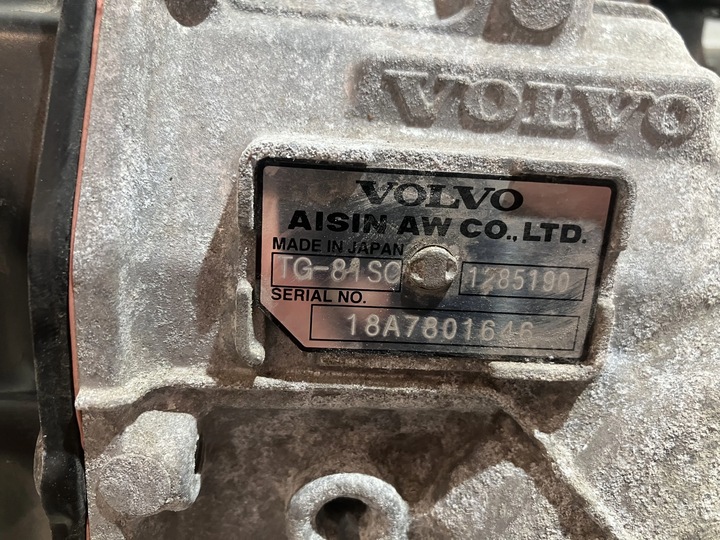 VOLVO
VOLVO
AISIN AW CO., LTD.
MADE IN JAPAN
TG-81SC 1285190
SERIAL NO.
18A7801646